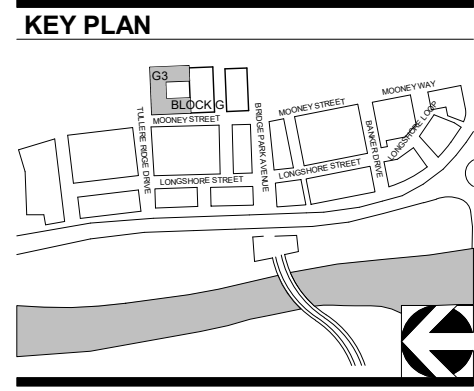 KEY PLAN
G3
BLOCK G
MOONEY STREET
TULLERE RIDGE DRIVE
LONGSHORE STREET
BRIDGE PARK AVENUE
MOONEY STREET
LONGSHORE STREET
BANKER DRIVE
MOONEY WAY
LONGSHORE LOOP